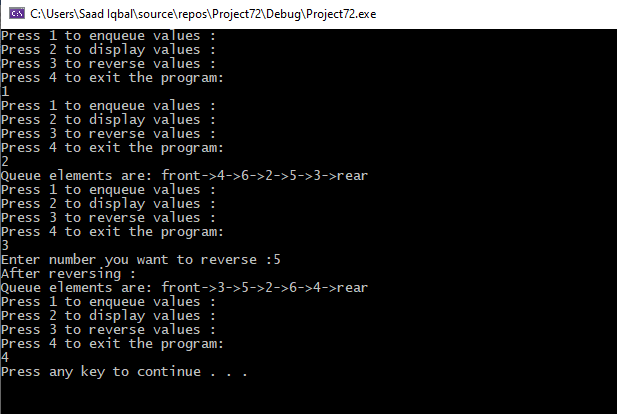 C:\Users\Saad Iqbal\source\repos\Project72\Debug\Project72.exe
Press 1 to enqueue values :
Press 2 to display values :
Press 3 to reverse values :
Press 4 to exit the program:
1
Press 1 to enqueue values :
Press 2 to display values :
Press 3 to reverse values :
Press 4 to exit the program:
2
Queue elements are: front->4->6->2->5->3->rear
Press 1 to enqueue values :
Press 2 to display values :
Press 3 to reverse values :
Press 4 to exit the program:
3
Enter number you want to reverse :5
After reversing :
Queue elements are: front->3->5->2->6->4->rear
Press 1 to enqueue values :
Press 2 to display values :
Press 3 to reverse values :
Press 4 to exit the program:
4
Press any key to continue . . .